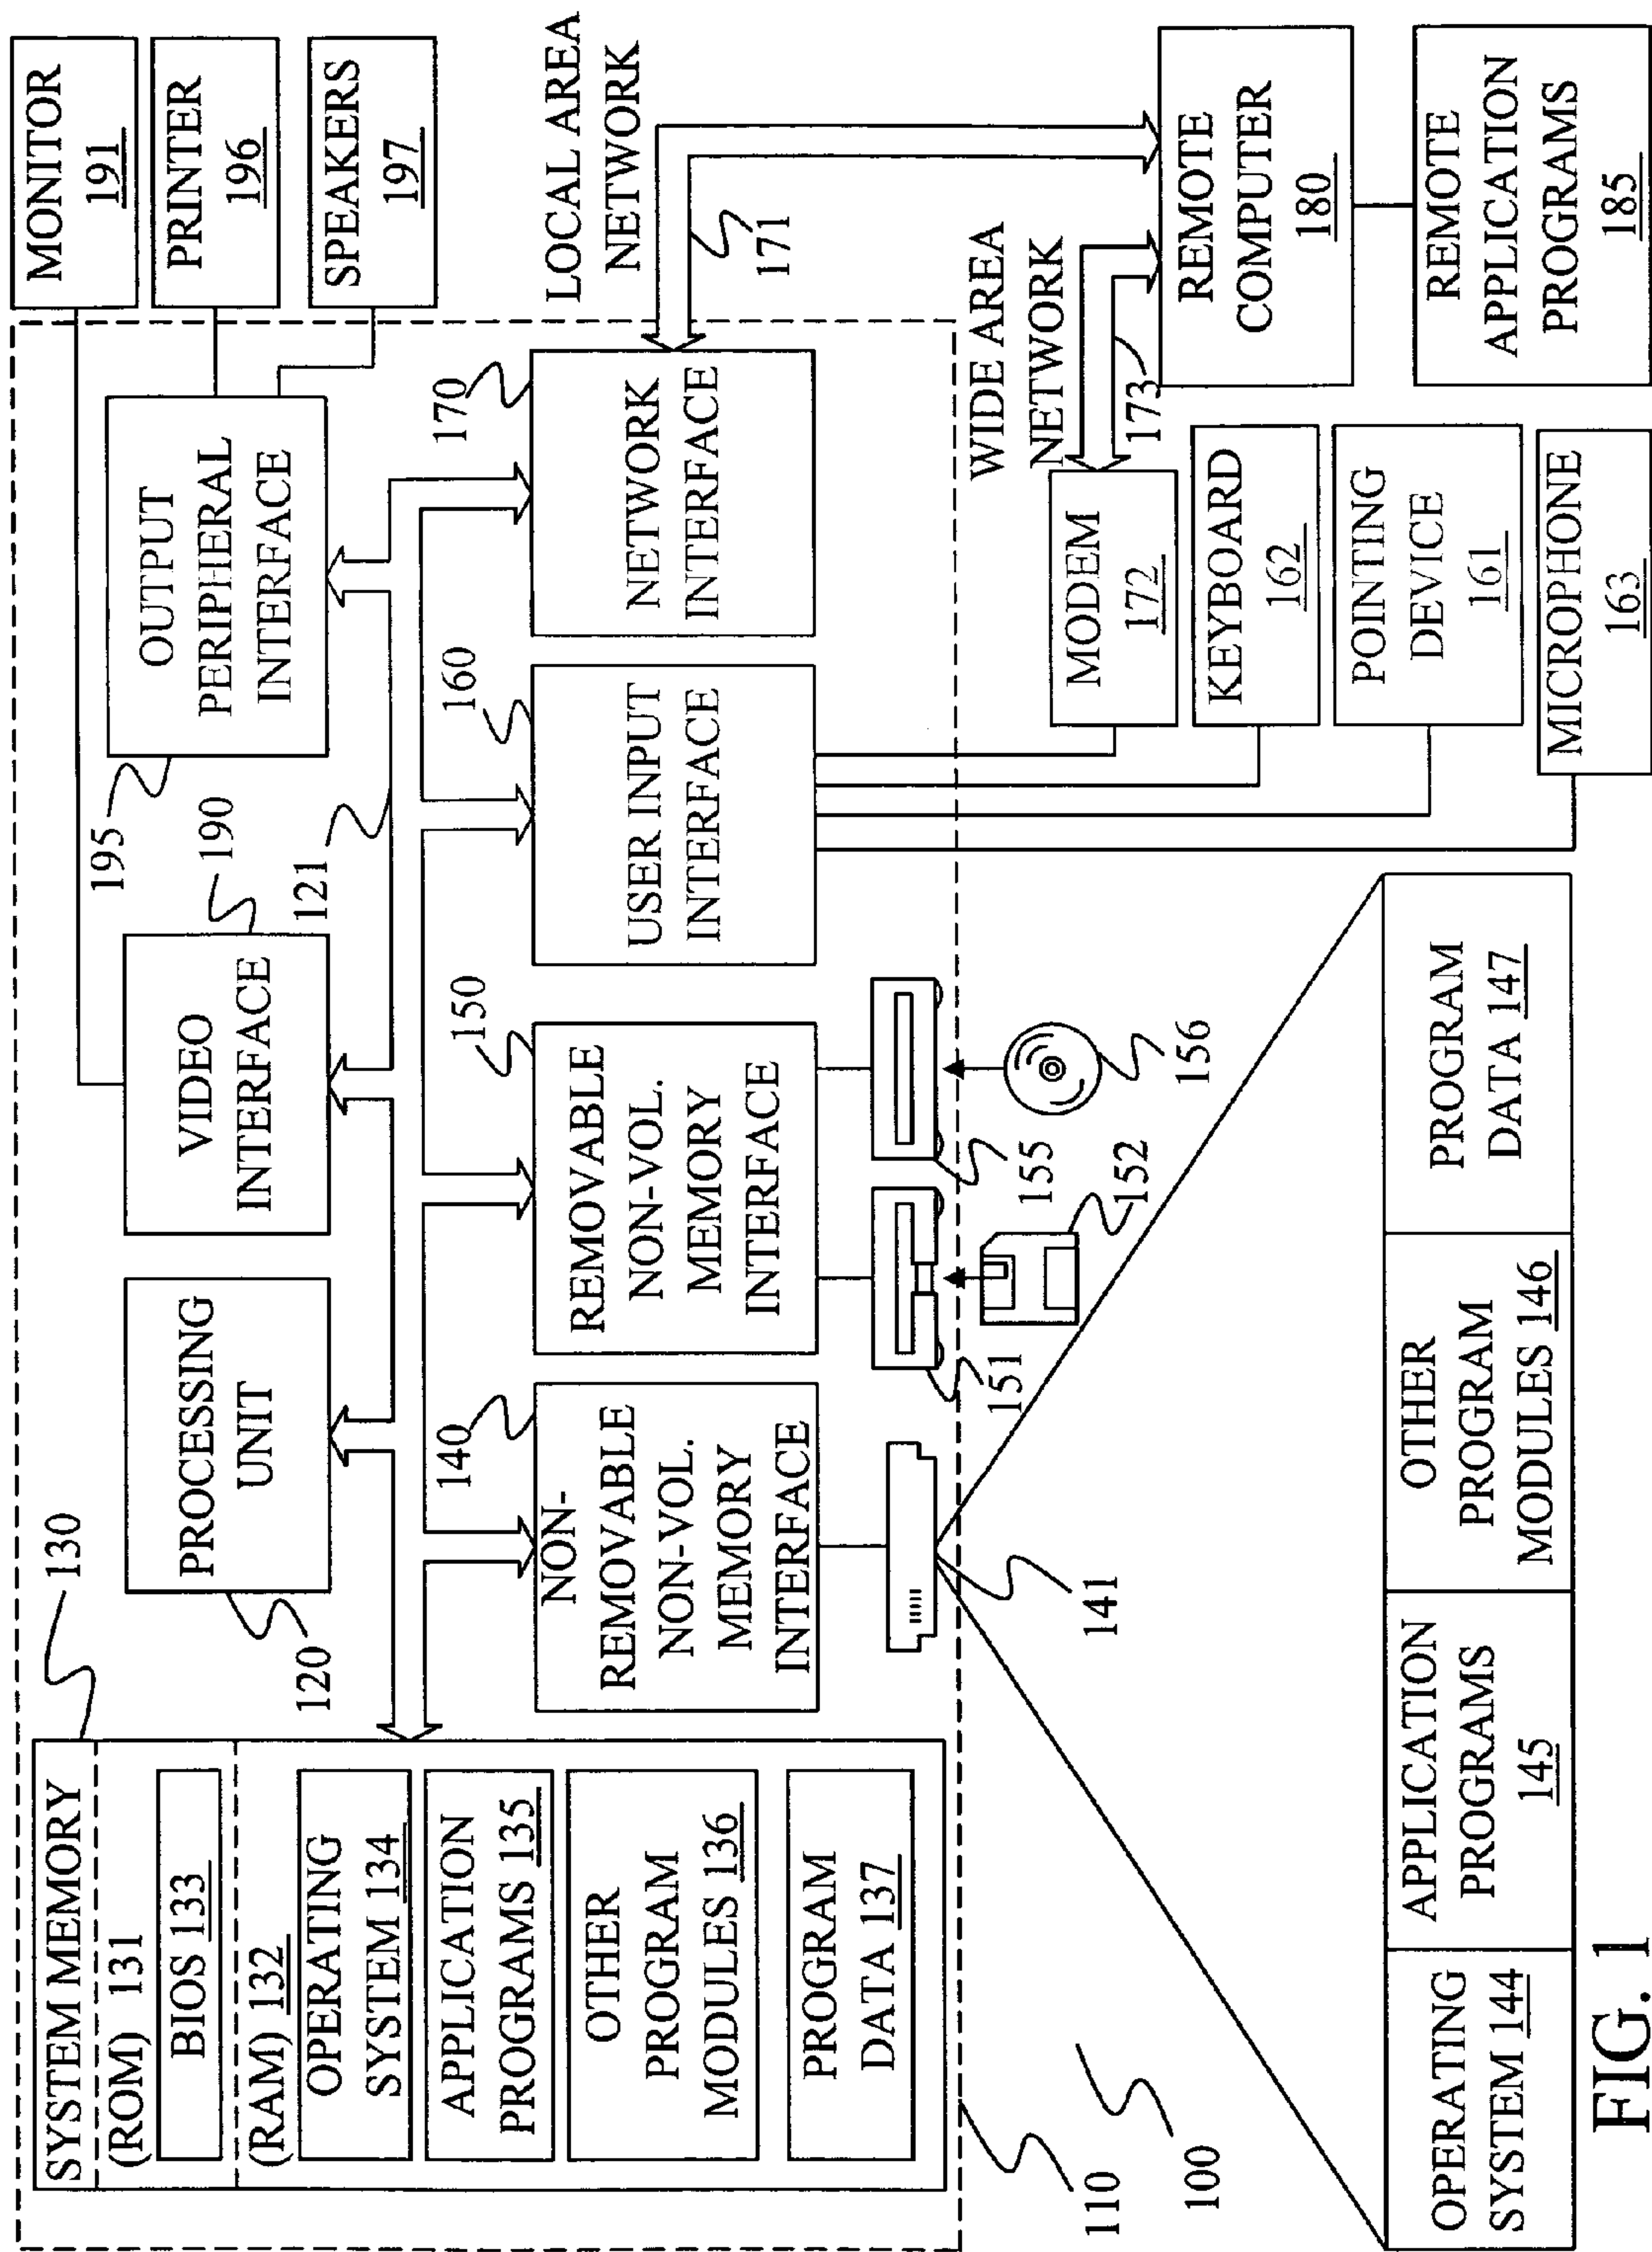 SYSTEM MEMORY
(ROM) 131
BIOS 133
(RAM) 132
OPERATING
SYSTEM 134
APPLICATION
PROGRAMS 135
OTHER
PROGRAM
MODULES 136
PROGRAM
DATA 137
130
PROCESSING
UNIT
120
VIDEO
INTERFACE
190
121
OUTPUT
PERIPHERAL
INTERFACE
195
MONITOR
191
PRINTER
196
SPEAKERS
197
140
NON-
REMOVABLE
NON-VOL.
MEMORY
INTERFACE
150
REMOVABLE
NON-VOL.
MEMORY
INTERFACE
160
USER INPUT
INTERFACE
170
NETWORK
INTERFACE
LOCAL AREA
NETWORK
171
141
151
152
155
156
WIDE AREA
NETWORK
173
MODEM
172
KEYBOARD
162
POINTING
DEVICE
161
MICROPHONE
163
REMOTE
COMPUTER
180
REMOTE
APPLICATION
PROGRAMS
185
110
100
OPERATING
SYSTEM 144
APPLICATION
PROGRAMS
145
OTHER
PROGRAM
MODULES 146
PROGRAM
DATA 147
FIG. 1